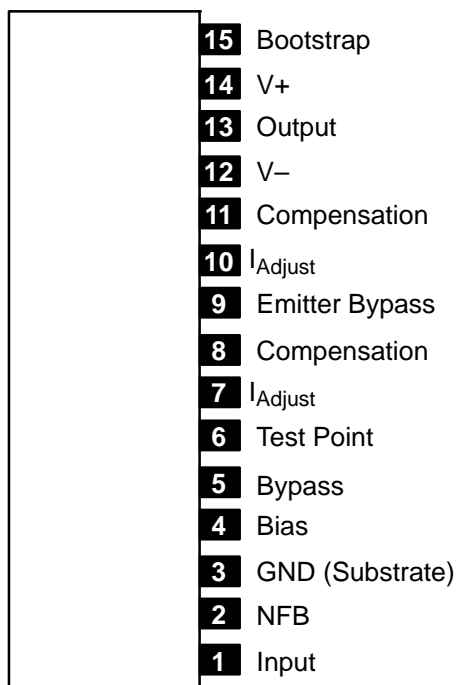 15 Bootstrap
14 V+
13 Output
12 V–
11 Compensation
10 IAdjust
9 Emitter Bypass
8 Compensation
7 IAdjust
6 Test Point
5 Bypass
4 Bias
3 GND (Substrate)
2 NFB
1 Input